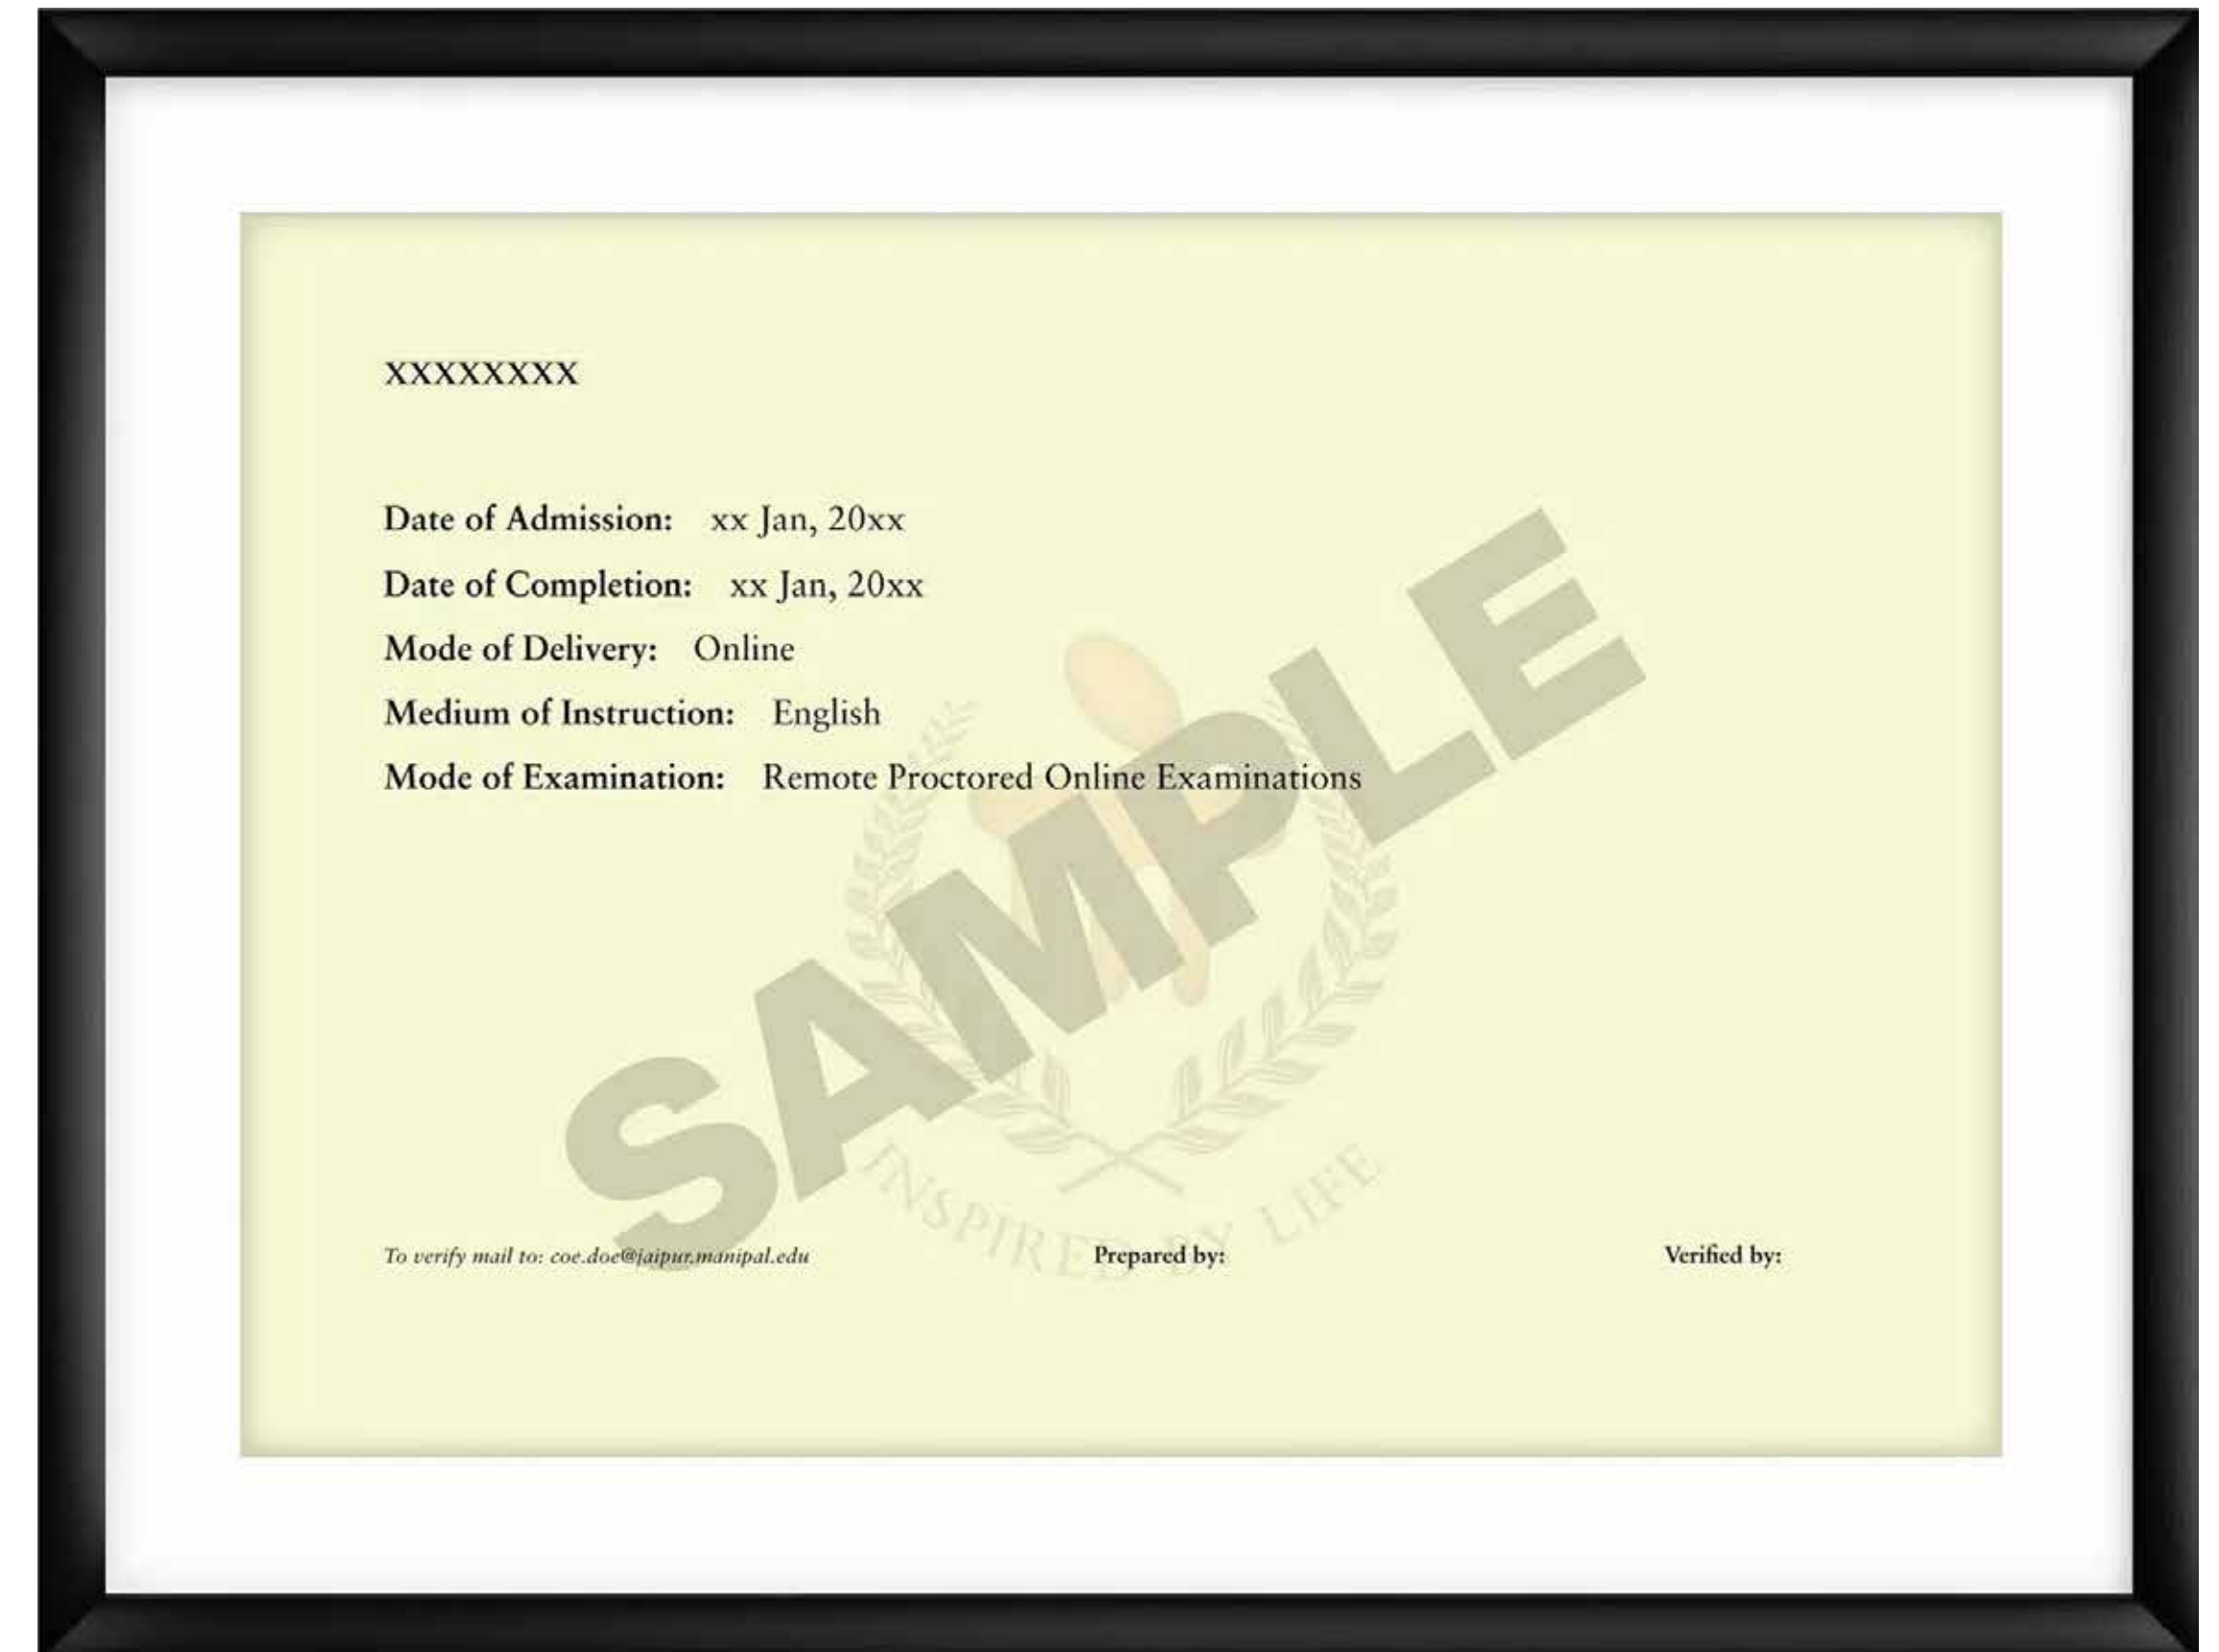 XXXXXXXX
Date of Admission: xx Jan, 20xx
Date of Completion: xx Jan, 20xx
Mode of Delivery: Online
Medium of Instruction: English
Mode of Examination: Remote Proctored Online Examinations
SAMPLE
INSPIRED BY LIFE
To verify mail to: coe.doe@jaipur.manipal.edu Prepared by: Verified by: